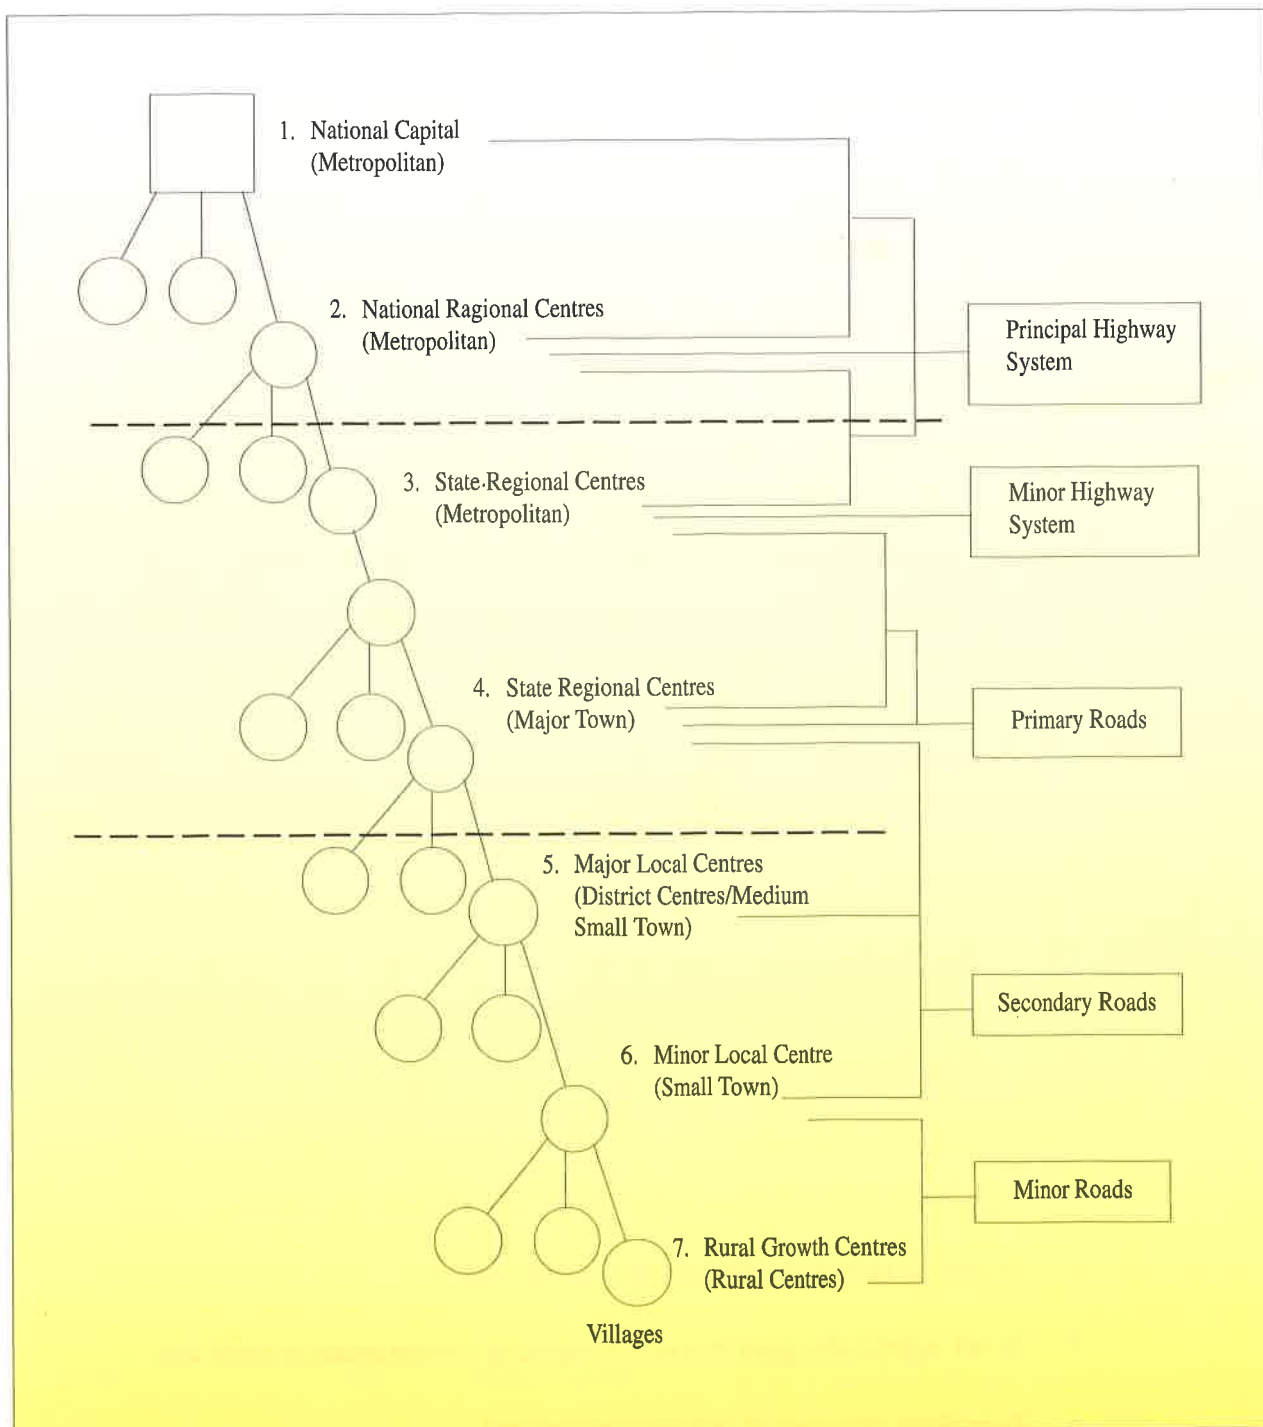 1. National Capital
(Metropolitan)
2. National Ragional Centres
(Metropolitan)
Principal Highway
System
3. State-Regional Centres
(Metropolitan)
Minor Highway
System
4. State Regional Centres
(Major Town)
Primary Roads
5. Major Local Centres
(District Centres/Medium
Small Town)
Secondary Roads
6. Minor Local Centre
(Small Town)
Minor Roads
7. Rural Growth Centres
(Rural Centres)
Villages